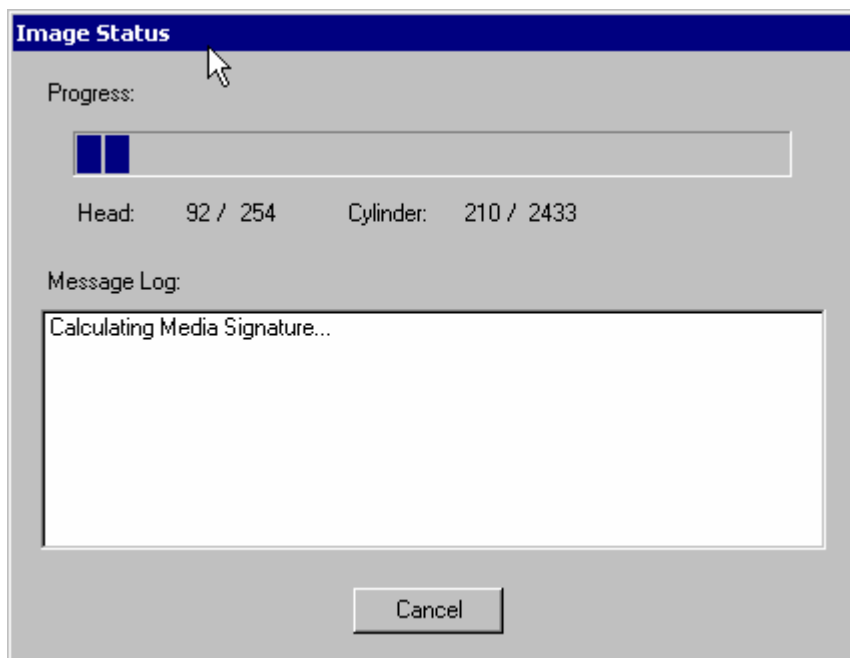 Image Status
Progress:
Head: 92 / 254 Cylinder: 210 / 2433
Message Log:
Calculating Media Signature...
Cancel